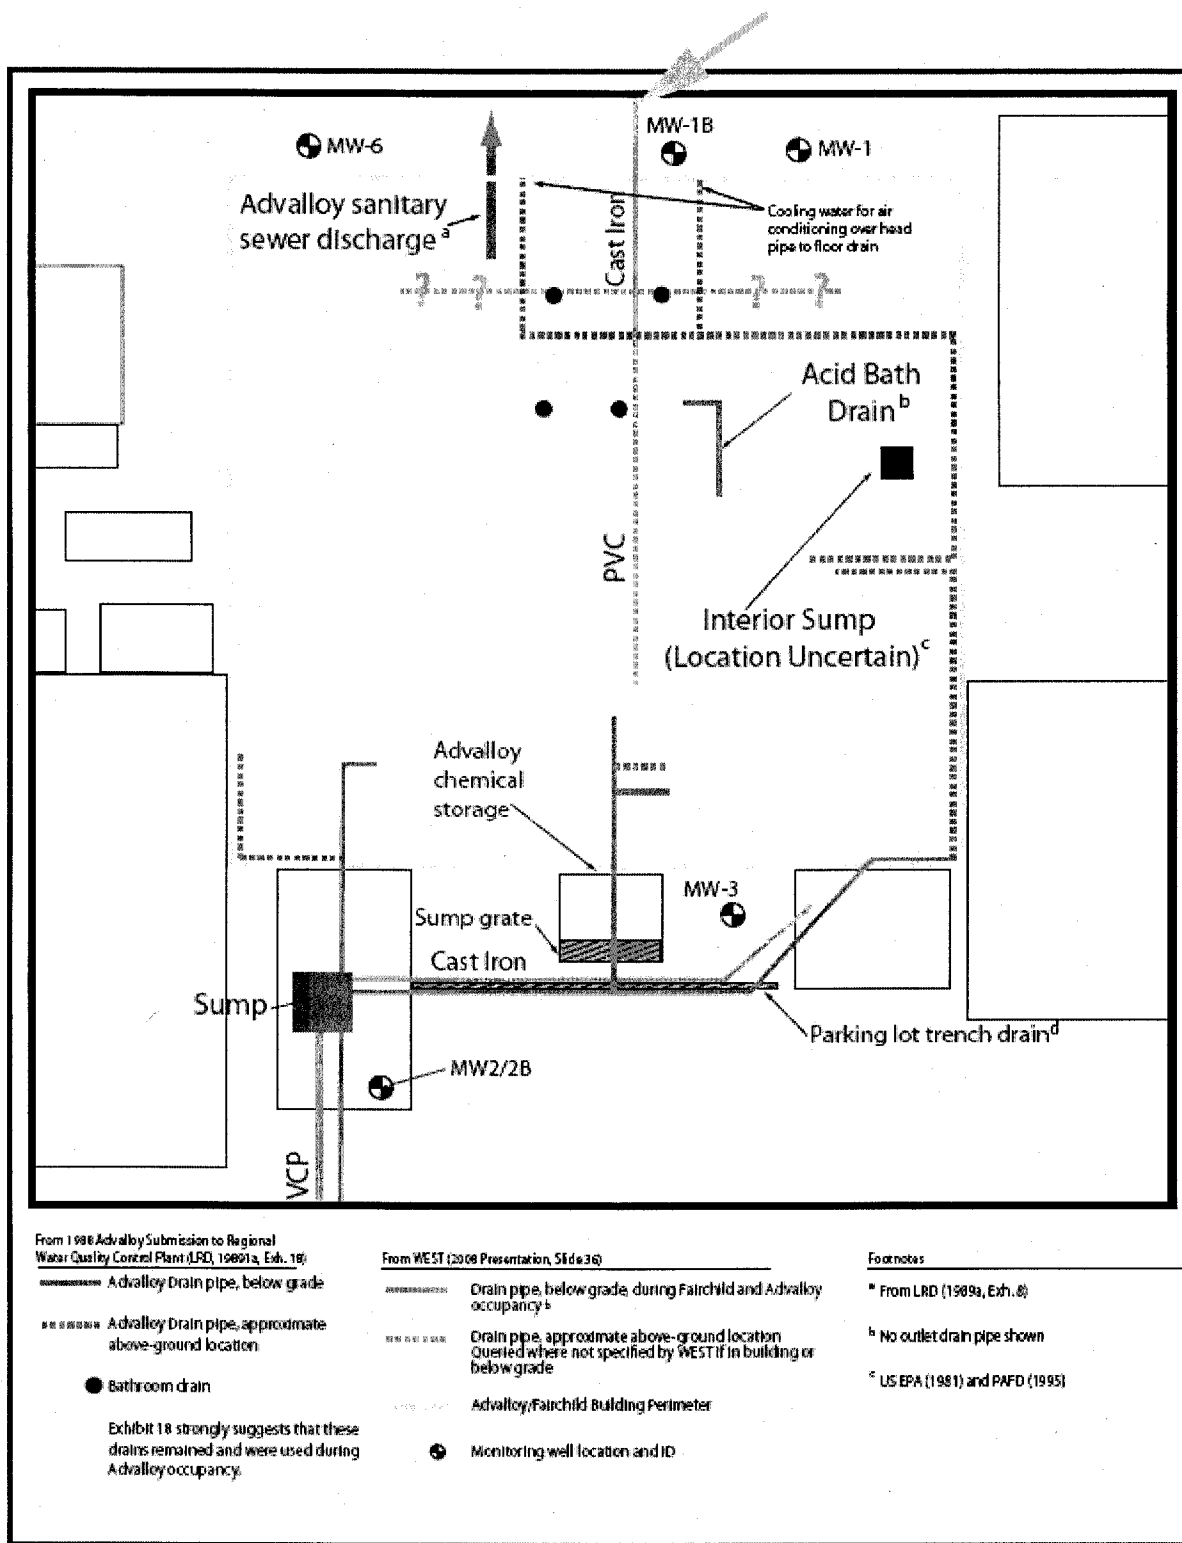 MW-6
MW-1B
MW-1
Advalloy sanitary
sewer discharge a
Cast Iron
Cooling water for air
conditioning over head
pipe to floor drain
? ? ? ?
Acid Bath
Drain b
PVC
Interior Sump
(Location Uncertain) c
Advalloy
chemical
storage
MW-3
Sump grate
Cast Iron
Sump
Parking lot trench drain d
MW2/2B
VCP
From 1988 Advalloy Submission to Regional
Water Quality Control Plant (LRD, 19891a, Exh. 18)
Advalloy Drain pipe, below grade
Advalloy Drain pipe, approximate
above-ground location
Bathroom drain
Exhibit 18 strongly suggests that these
drains remained and were used during
Advalloy occupancy.
From WEST (2008 Presentation, Slide 36)
Drain pipe, below grade, during Fairchild and Advalloy
occupancy b
Drain pipe, approximate above-ground location
Queried where not specified by WEST if in building or
below grade
Advalloy/Fairchild Building Perimeter
Monitoring well location and ID
Footnotes
a From LRD (1989a, Exh. 8)
b No outlet drain pipe shown
c US EPA (1981) and PAFD (1995)